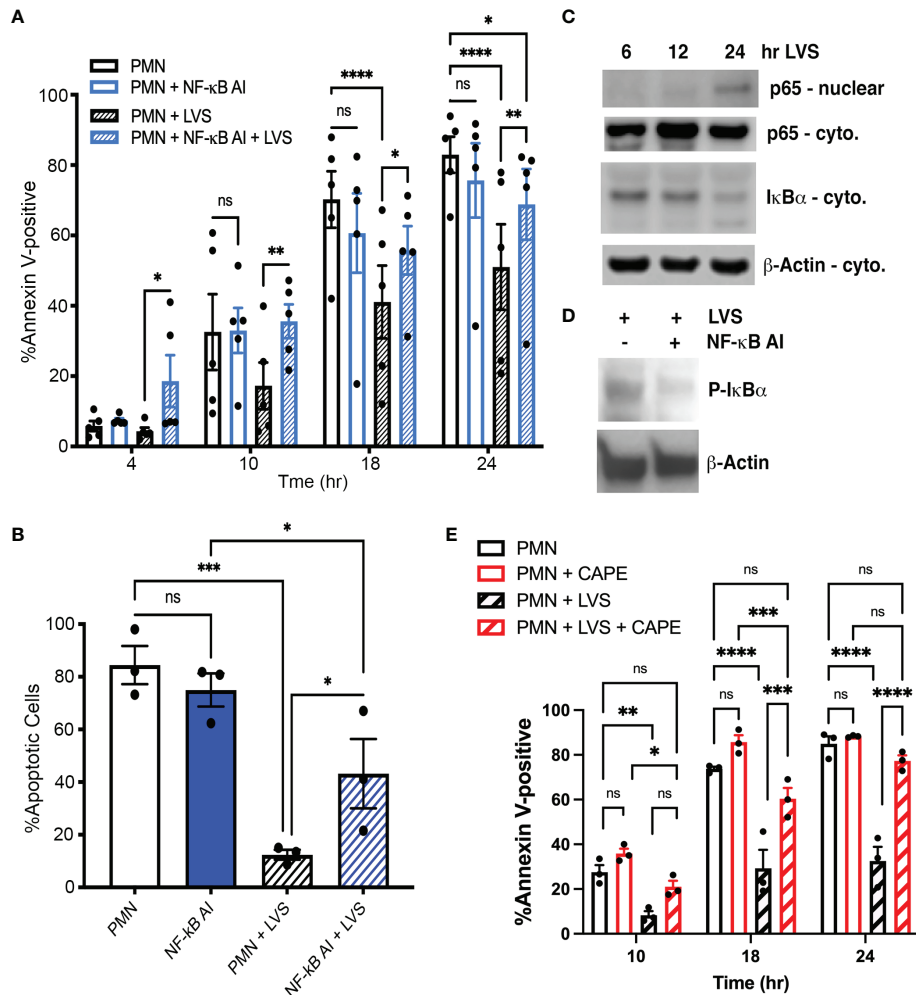 A
PMN
PMN + NF-κB AI
PMN + LVS
PMN + NF-κB AI + LVS
%Annexin V-positive
100
80
60
40
20
0
*
ns
**
****
ns
*
*
****
ns
**
4 10 18 24
Tme (hr)
B
%Apoptotic Cells
100
80
60
40
20
0
*
***
ns
*
PMN
NF-kB AI
PMN + LVS
NF-kB AI + LVS
C
6 12 24 hr LVS
p65 - nuclear
p65 - cyto.
IκBα - cyto.
β-Actin - cyto.
D
+ + LVS
- + NF-κB AI
P-IκBα
β-Actin
E
PMN
PMN + CAPE
PMN + LVS
PMN + LVS + CAPE
%Annexin V-positive
100
80
60
40
20
0
ns
**
*
ns
ns
ns
***
****
ns
***
ns
ns
****
ns
****
10 18 24
Time (hr)